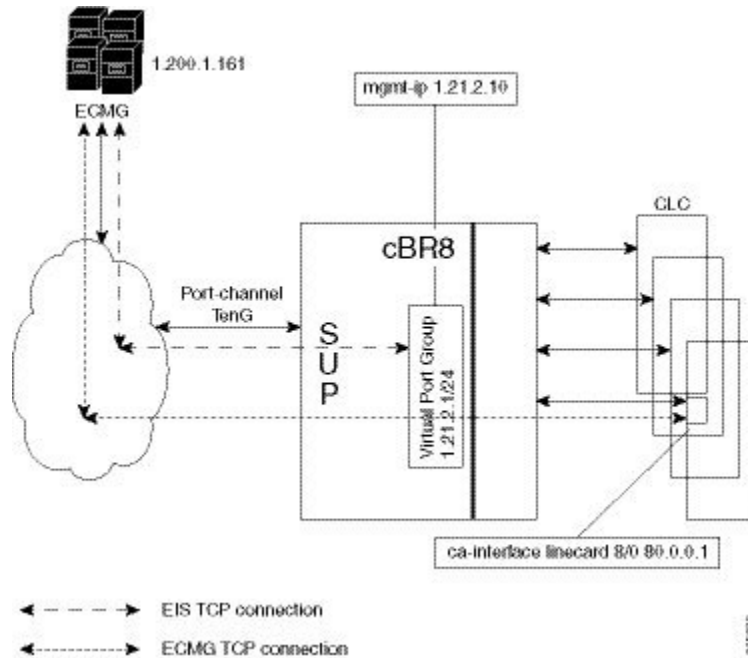 1.200.1.161
ECMG
mgmt-ip 1.21.2.10
CLC
cBR8
Port-channel
TenG
SUP
Virtual Port Group
1.21.2.1/24
ca-interface linecard 8/0 80.0.0.1
EIS TCP connection
ECMG TCP connection